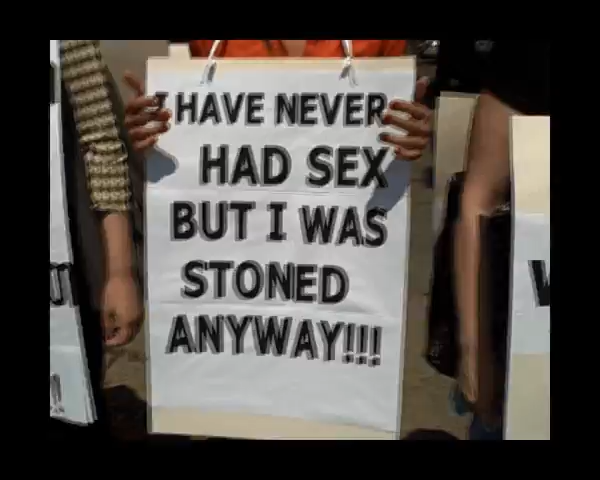 I HAVE NEVER
HAD SEX
BUT I WAS
STONED
ANYWAY!!!